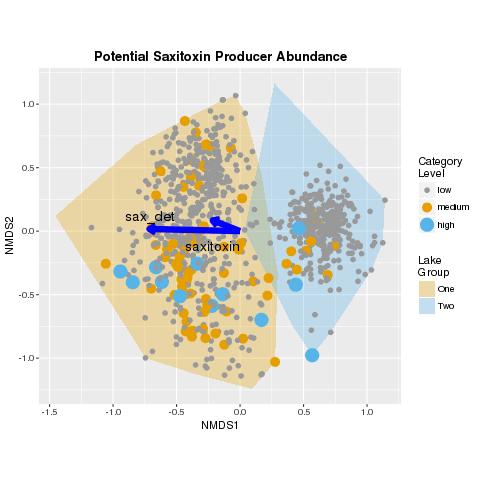 Potential Saxitoxin Producer Abundance
1.0
0.5
0.0
-0.5
-1.0
NMDS2
sax_det
saxitoxin
-1.5
-1.0
-0.5
0.0
0.5
1.0
NMDS1
Category
Level
low
medium
high
Lake
Group
One
Two